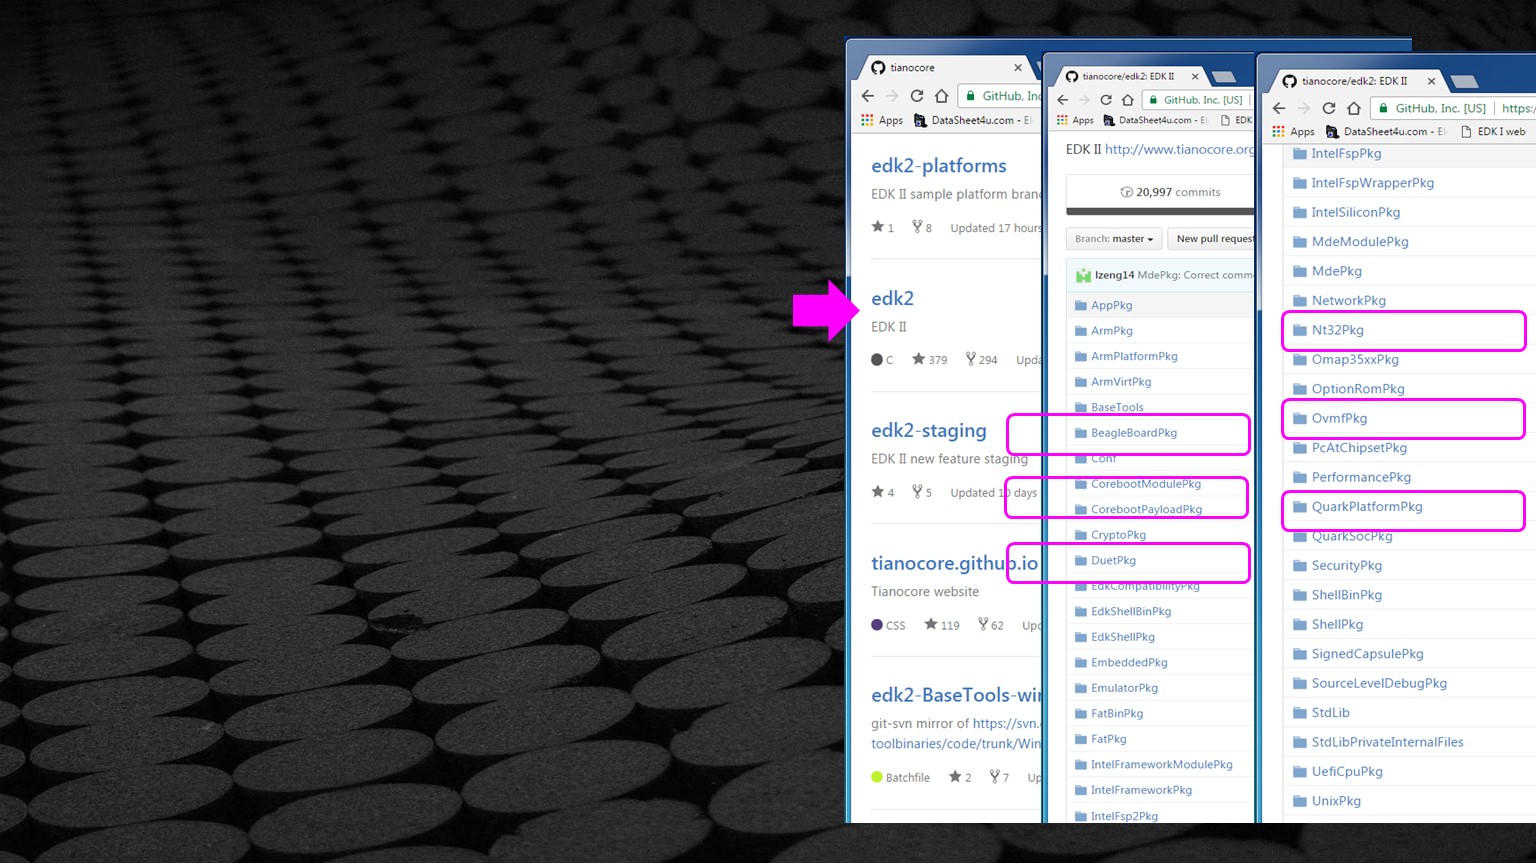 tianocore
GitHub, Inc
Apps DataSheet4u.com - El
edk2-platforms
EDK II sample platform bran
1 8 Updated 17 hours
edk2
EDK II
C 379 294 Upda
edk2-staging
EDK II new feature staging
4 5 Updated 10 days
tianocore.github.io
Tianocore website
CSS 119 62 Upd
edk2-BaseTools-wi
git-svn mirror of https://svn.
toolbinaries/code/trunk/Win
Batchfile 2 7 Up
tianocore/edk2: EDK II
GitHub, Inc. [US]
Apps DataSheet4u.com - El EDK
EDK II http://www.tianocore.org
20,997 commits
Branch: master New pull request
lzeng14 MdePkg: Correct comm
AppPkg
ArmPkg
ArmPlatformPkg
ArmVirtPkg
BaseTools
BeagleBoardPkg
Conf
CorebootModulePkg
CorebootPayloadPkg
CryptoPkg
DuetPkg
EdkCompatibilityPkg
EdkShellBinPkg
EdkShellPkg
EmbeddedPkg
EmulatorPkg
FatBinPkg
FatPkg
IntelFrameworkModulePkg
IntelFrameworkPkg
IntelFsp2Pkg
tianocore/edk2: EDK II
GitHub, Inc. [US] https:/
Apps DataSheet4u.com - El EDK I web
IntelFspPkg
IntelFspWrapperPkg
IntelSiliconPkg
MdeModulePkg
MdePkg
NetworkPkg
Nt32Pkg
Omap35xxPkg
OptionRomPkg
OvmfPkg
PcAtChipsetPkg
PerformancePkg
QuarkPlatformPkg
QuarkSocPkg
SecurityPkg
ShellBinPkg
ShellPkg
SignedCapsulePkg
SourceLevelDebugPkg
StdLib
StdLibPrivateInternalFiles
UefiCpuPkg
UnixPkg